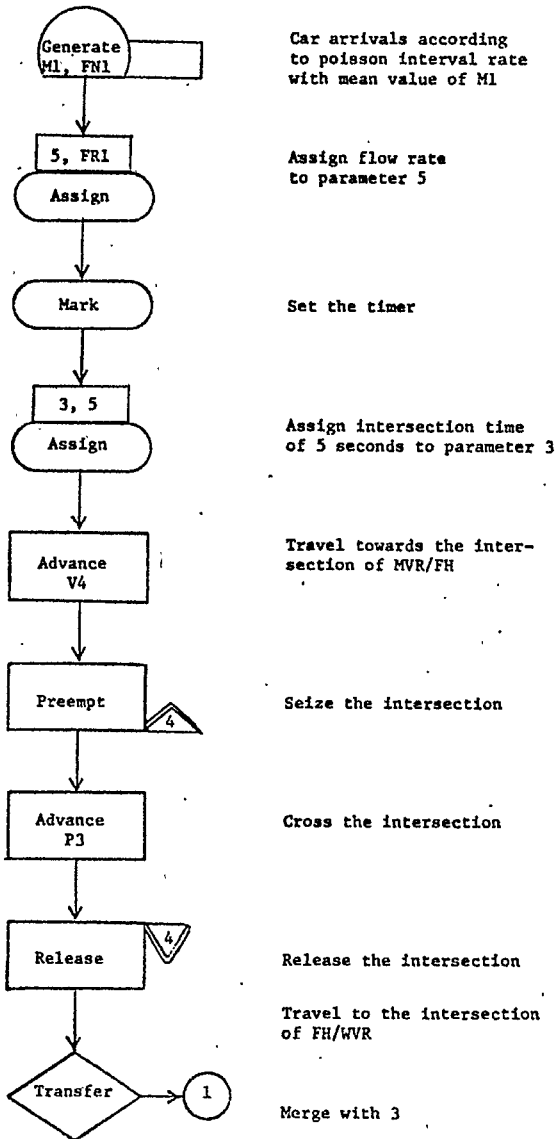 Generate
M1, FN1
Car arrivals according
to poisson interval rate
with mean value of M1
5, FR1
Assign
Assign flow rate
to parameter 5
Mark
Set the timer
3, 5
Assign
Assign intersection time
of 5 seconds to parameter 3
Advance
V4
Travel towards the inter-
section of MVR/FH
Preempt
4
Seize the intersection
Advance
P3
Cross the intersection
Release
4
Release the intersection
Travel to the intersection
of FH/WVR
Transfer
1
Merge with 3